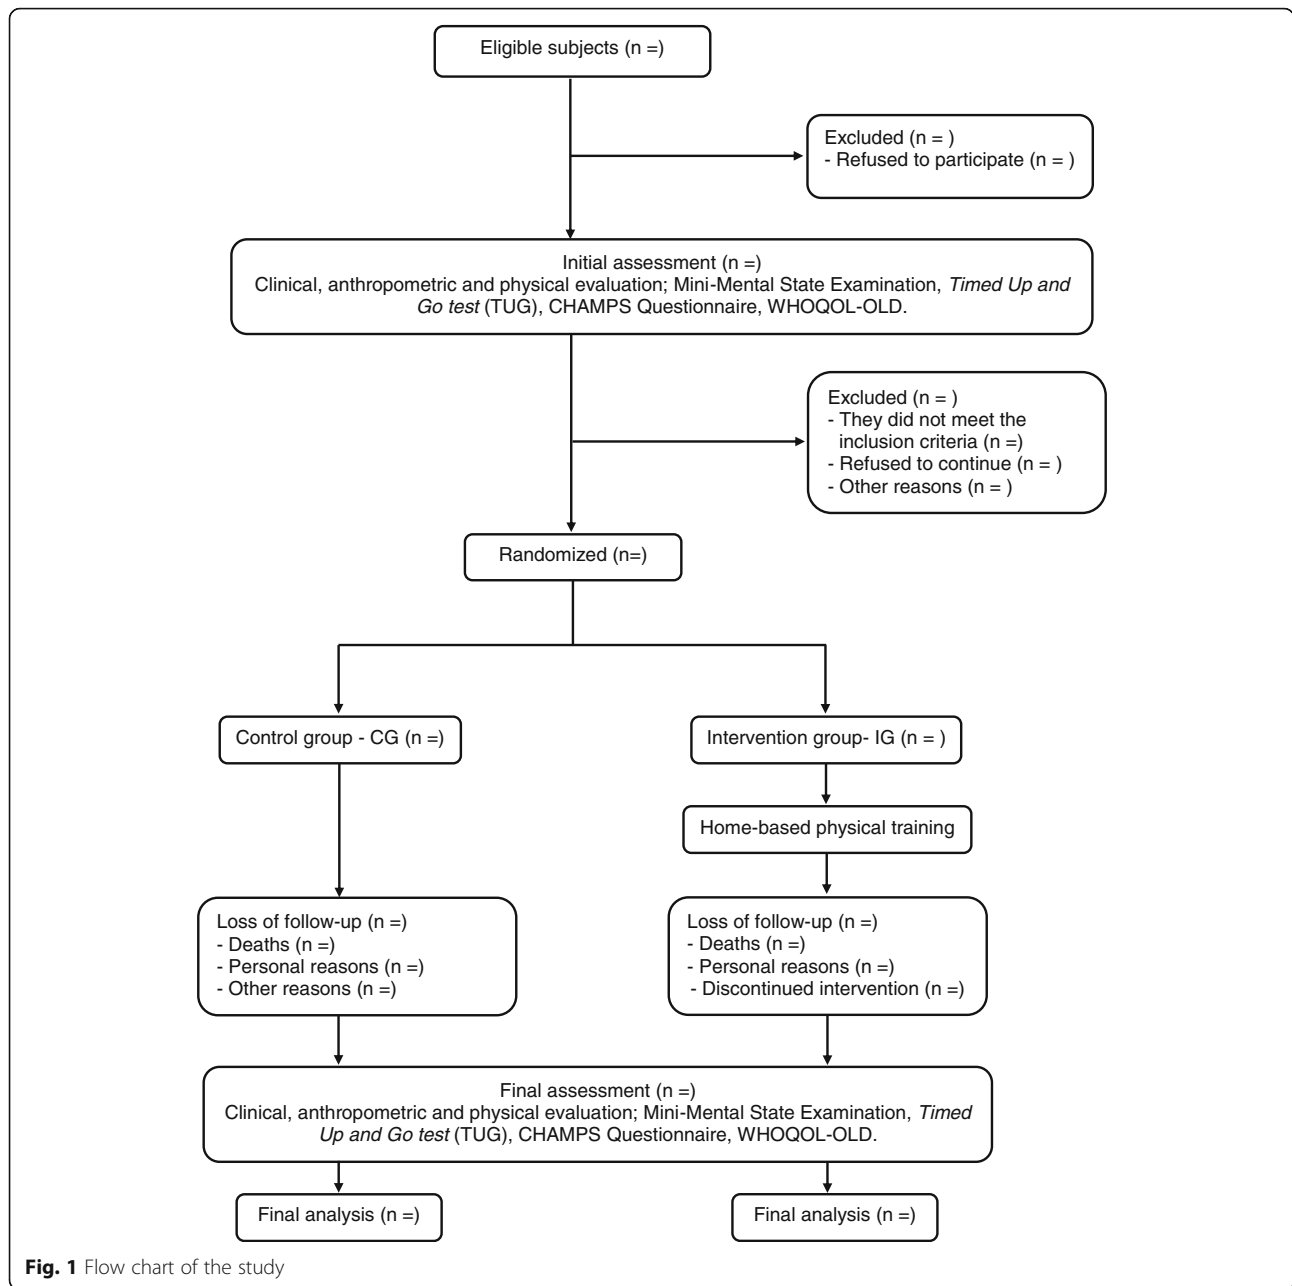 Eligible subjects (n =)
Excluded (n = )
- Refused to participate (n = )
Initial assessment (n =)
Clinical, anthropometric and physical evaluation; Mini-Mental State Examination, Timed Up and
Go test (TUG), CHAMPS Questionnaire, WHOQOL-OLD.
Excluded (n = )
- They did not meet the
inclusion criteria (n =)
- Refused to continue (n = )
- Other reasons (n = )
Randomized (n=)
Control group - CG (n =)
Intervention group- IG (n = )
Home-based physical training
Loss of follow-up (n =)
- Deaths (n =)
- Personal reasons (n =)
- Other reasons (n =)
Loss of follow-up (n =)
- Deaths (n =)
- Personal reasons (n =)
- Discontinued intervention (n =)
Final assessment (n =)
Clinical, anthropometric and physical evaluation; Mini-Mental State Examination, Timed
Up and Go test (TUG), CHAMPS Questionnaire, WHOQOL-OLD.
Final analysis (n =)
Final analysis (n =)
Fig. 1 Flow chart of the study